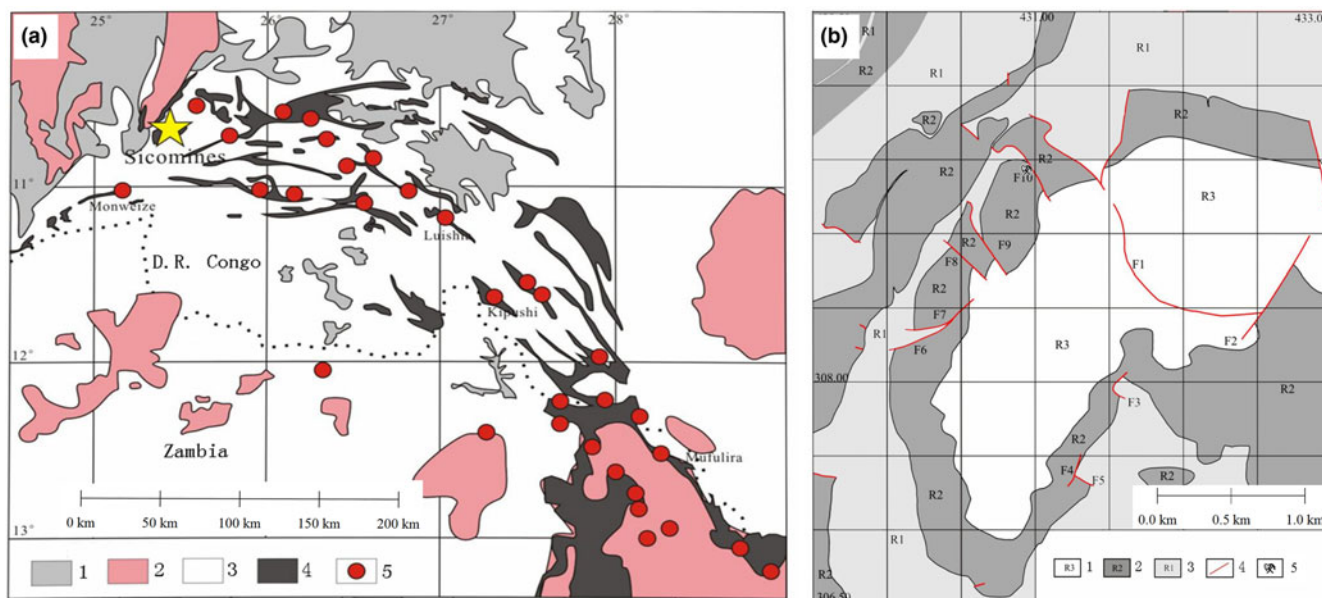 (a)
25°
26°
27°
28
Sicomines
11°
Monweize
Luishia
D. R. Congo
Kipushi
12°
Zambia
Mufulira
0 km 50 km 100 km 150 km 200 km
13°
1 2 3 4 5
(b)
431.00
433.0
R1
R2
R1
R2
R2
R2
R2
F10
R3
R2
R2
F8
F9
F1
R2
F7
R1
F6
R3
F2
308.00
R2
F3
R2
F4
F5
R2
R2
0.0 km 0.5 km 1.0 km
R1
R2
306.50
R3 1 R2 2 R1 3 4 5